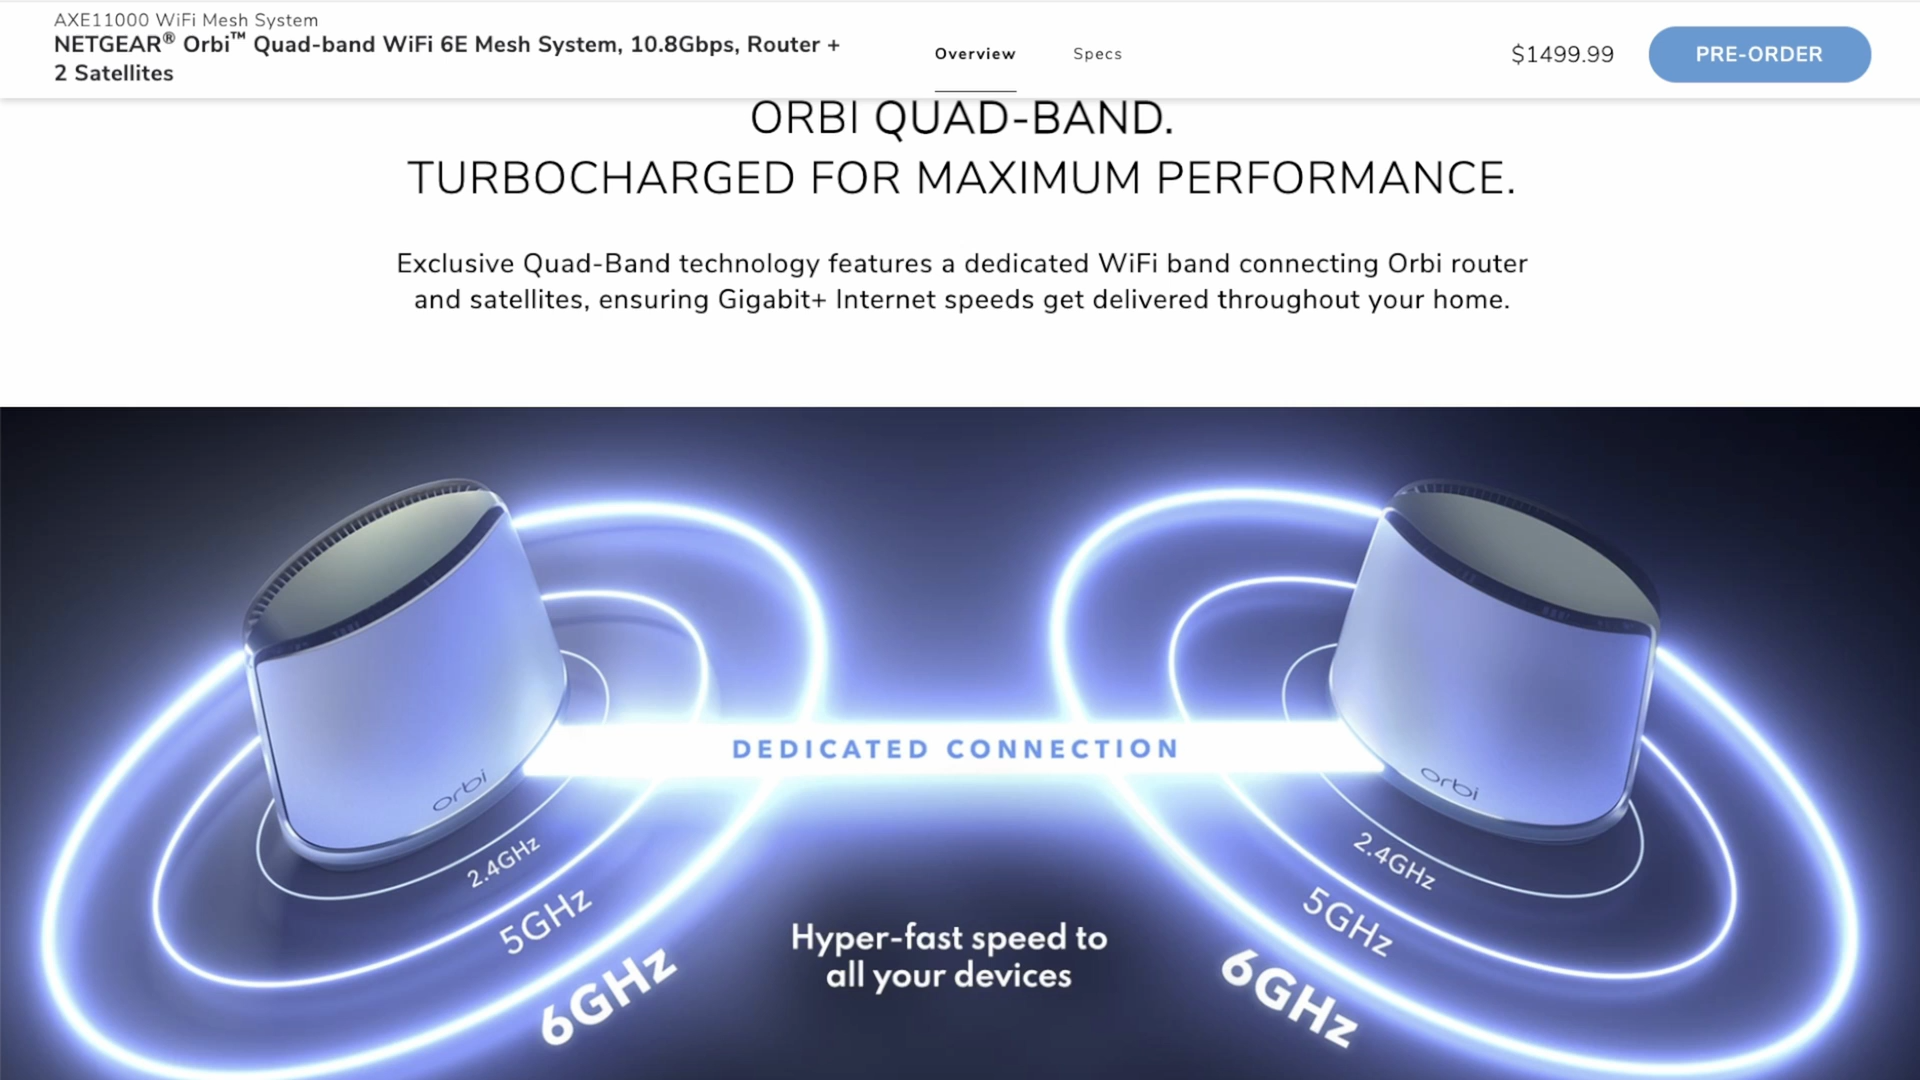 AXE11000 WiFi Mesh System
NETGEAR® Orbi™ Quad-band WiFi 6E Mesh System, 10.8Gbps, Router +
2 Satellites
Overview
Specs
$1499.99
PRE-ORDER
ORBI QUAD-BAND.
TURBOCHARGED FOR MAXIMUM PERFORMANCE.
Exclusive Quad-Band technology features a dedicated WiFi band connecting Orbi router
and satellites, ensuring Gigabit+ Internet speeds get delivered throughout your home.
DEDICATED CONNECTION
orbi
orbi
2.4GHz
5GHz
6GHz
2.4GHz
5GHz
6GHz
Hyper-fast speed to
all your devices